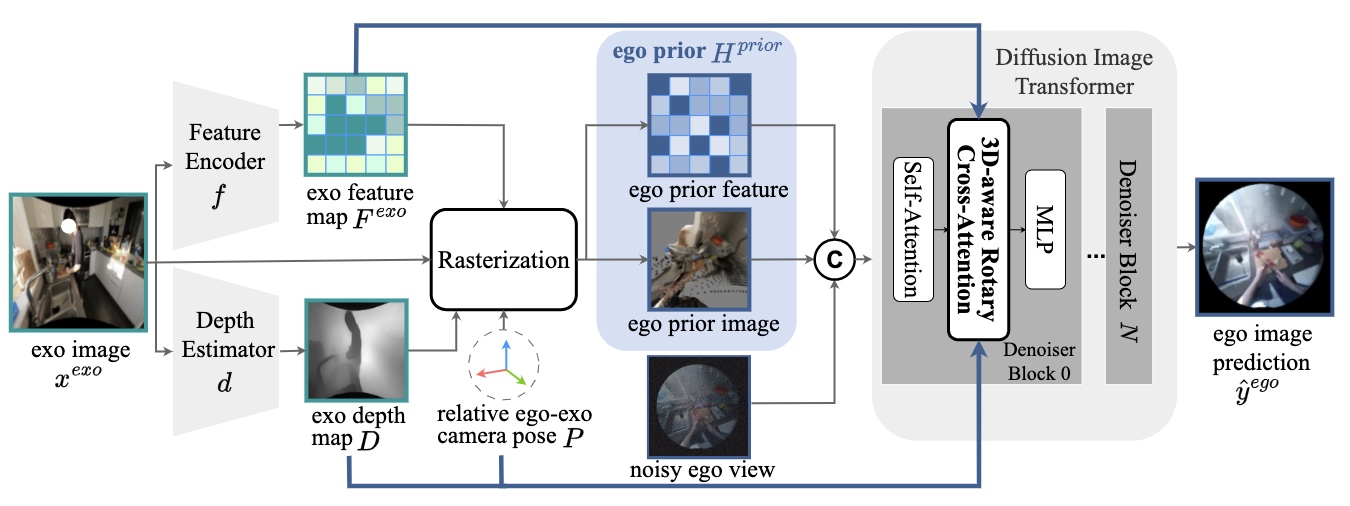 exo image
x^{exo}
Feature
Encoder
f
Depth
Estimator
d
exo feature
map F^{exo}
exo depth
map D
Rasterization
relative ego-exo
camera pose P
ego prior H^{prior}
ego prior feature
ego prior image
noisy ego view
C
Diffusion Image
Transformer
Self-Attention
3D-aware Rotary
Cross-Attention
MLP
Denoiser
Block 0
...
Denoiser Block N
ego image
prediction
ŷ^{ego}